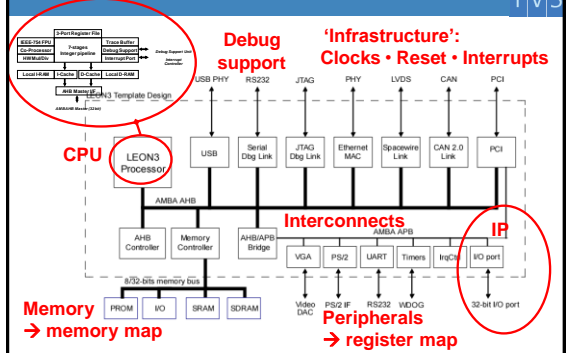 TV5
3-Port Register File
IEEE-754 FPU
Co-Processor
HW Mul/Div
7-stages
Integer pipeline
Trace Buffer
Debug Support
Interrupt Port
Debug Support Unit
Interrupt Controller
Local I-RAM
I-Cache
D-Cache
Local D-RAM
AHB Master I/F
AMBA AHB Master (32-bit)
Debug
support
‘Infrastructure’:
Clocks • Reset • Interrupts
USB PHY
RS232
JTAG
PHY
LVDS
CAN
PCI
LEON3 Template Design
CPU
LEON3
Processor
USB
Serial
Dbg Link
JTAG
Dbg Link
Ethernet
MAC
Spacewire
Link
CAN 2.0
Link
PCI
AMBA AHB
Interconnects
IP
AMBA APB
AHB
Controller
Memory
Controller
AHB/APB
Bridge
VGA
PS/2
UART
Timers
IrqCtrl
I/O port
8/32-bits memory bus
Memory
→ memory map
PROM
I/O
SRAM
SDRAM
Video
DAC
PS/2 IF
RS232
WDOG
32-bit I/O port
Peripherals
→ register map